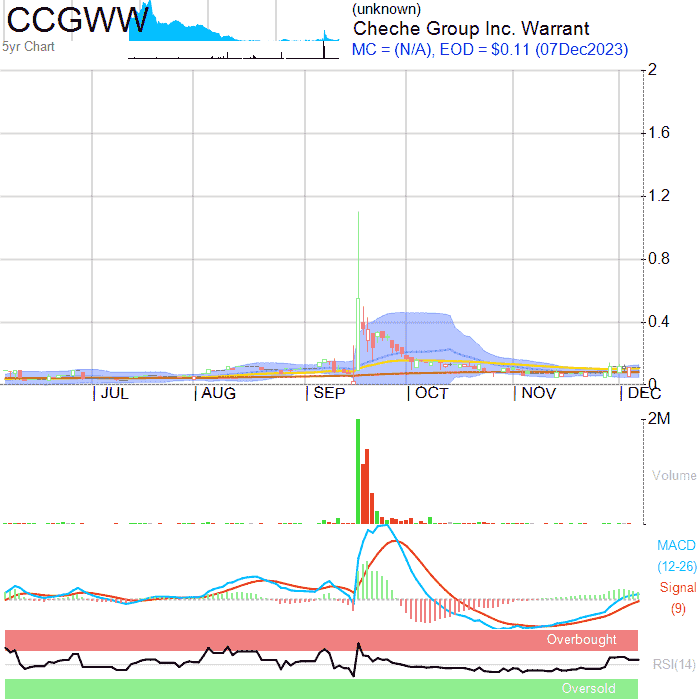 CCGWW
5yr Chart
(unknown)
Cheche Group Inc. Warrant
MC = (N/A), EOD = $0.11 (07Dec2023)
2
1.6
1.2
0.8
0.4
0
JUL AUG SEP OCT NOV DEC
2M
Volume
MACD
(12-26)
Signal
(9)
Overbought
RSI(14)
Oversold